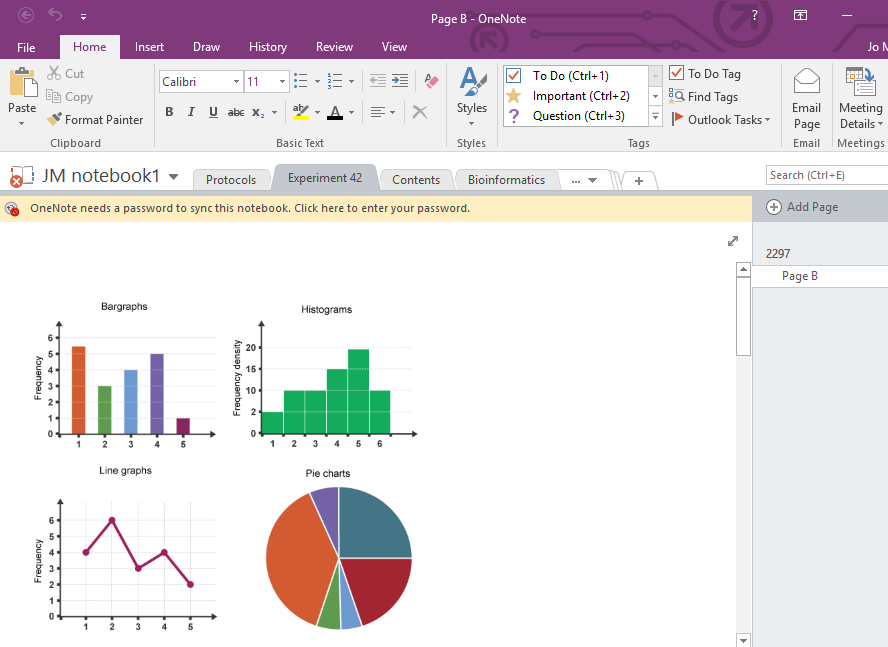 Page B - OneNote
?
File Home Insert Draw History Review View Jo M
Paste
Cut
Copy
Format Painter
Clipboard
Calibri 11
B I U abc X₂ ab A
Basic Text
A
Styles
Styles
To Do (Ctrl+1)
Important (Ctrl+2)
? Question (Ctrl+3)
To Do Tag
Find Tags
Outlook Tasks
Tags
Email
Page
Email
Meeting
Details
Meetings
JM notebook1 Protocols Experiment 42 Contents Bioinformatics ... +
Search (Ctrl+E)
OneNote needs a password to sync this notebook. Click here to enter your password.
Add Page
2297
Page B
Bargraphs
Frequency
6
5
4
3
2
1
0
1 2 3 4 5
Histograms
Frequency density
20
15
10
2
0
1 2 3 4 5 6
Line graphs
Frequency
6
5
4
3
2
1
0
1 2 3 4 5
Pie charts